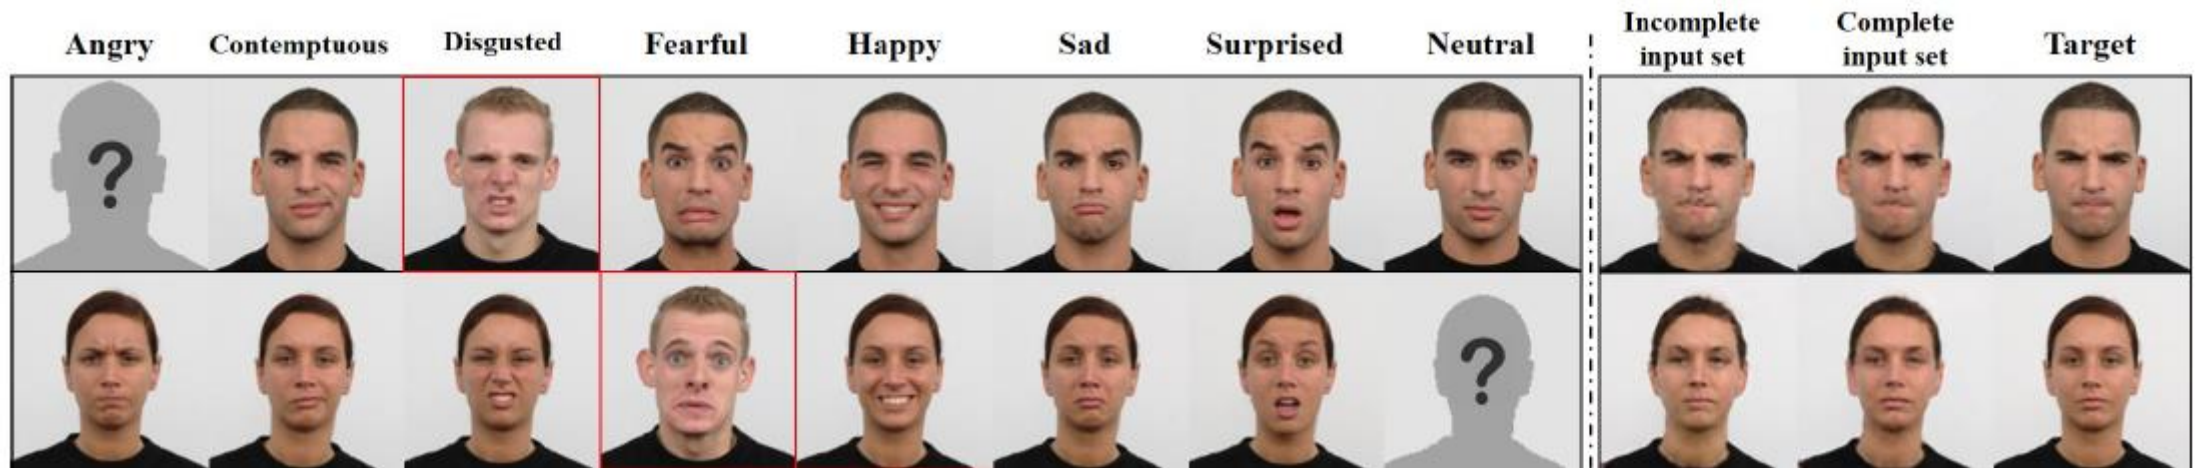 Angry Contemptuous Disgusted Fearful Happy Sad Surprised Neutral
Incomplete
input set
Complete
input set
Target
?
?